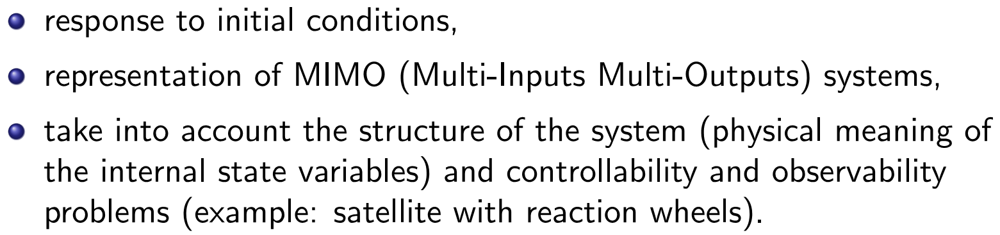 response to initial conditions,
representation of MIMO (Multi-Inputs Multi-Outputs) systems,
take into account the structure of the system (physical meaning of
the internal state variables) and controllability and observability
problems (example: satellite with reaction wheels).